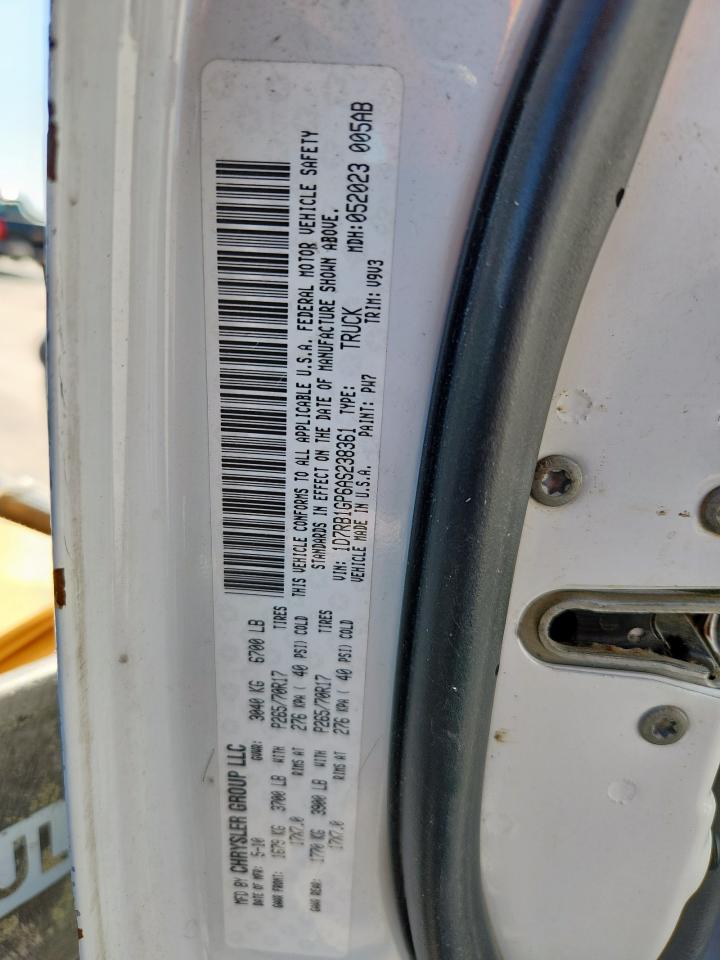 MFD BY CHRYSLER GROUP LLC
DATE OF MFR: 5-10 GVWR: 3040 KG 6700 LB
GAWR FRONT: 1679 KG 3700 LB WITH P265/70R17 TIRES
17X7.0 RIMS AT 276 KPA ( 40 PSI) COLD
GAWR REAR: 1770 KG 3900 LB WITH P265/70R17 TIRES
17X7.0 RIMS AT 276 KPA ( 40 PSI) COLD
THIS VEHICLE CONFORMS TO ALL APPLICABLE U.S.A. FEDERAL MOTOR VEHICLE SAFETY
STANDARDS IN EFFECT ON THE DATE OF MANUFACTURE SHOWN ABOVE.
VIN: 1D7RB1GP6AS238361 TYPE: TRUCK MDH: 052023 005AB
VEHICLE MADE IN U.S.A. PAINT: PW7 TRIM: V9V3